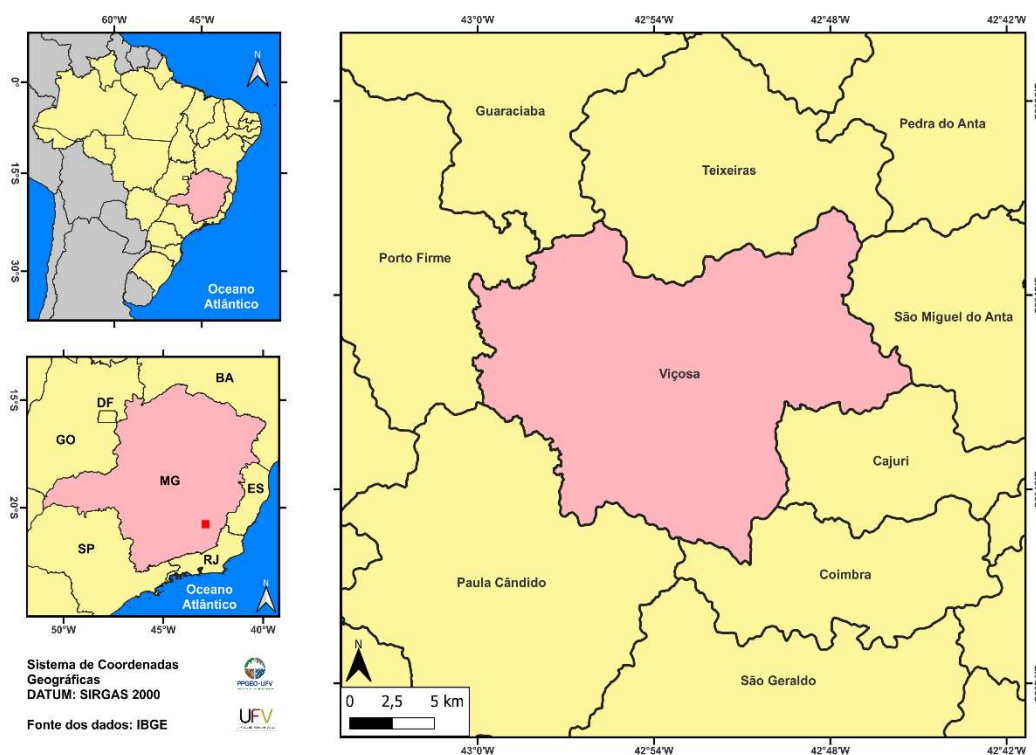 60°W 45°W
N
0°
15°S
30°S
Oceano
Atlântico
BA
DF
GO
15°S
MG
ES
20°S
SP
RJ
Oceano
Atlântico
N
50°W 45°W 40°W
Sistema de Coordenadas
Geográficas
DATUM: SIRGAS 2000
Fonte dos dados: IBGE
PPGEO-UFV
UFV
43°0'W 42°54'W 42°48'W 42°42'W
Guaraciaba
Pedra do Anta
Teixeiras
Porto Firme
São Miguel do Anta
Viçosa
Cajuri
Paula Cândido
Coimbra
São Geraldo
N
0 2,5 5 km
43°0'W 42°54'W 42°48'W 42°42'W